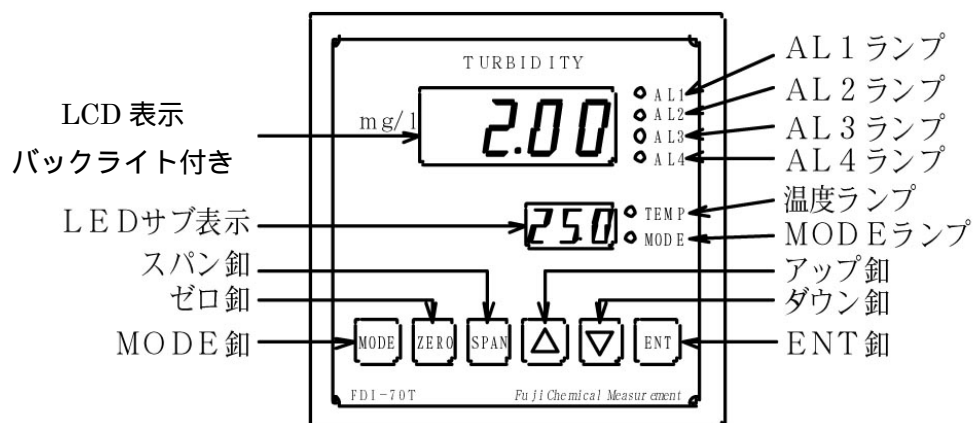 TURBIDITY
mg/l
2.00
AL1
AL2
AL3
AL4
25.0
TEMP
MODE
MODE
ZERO
SPAN
△
▽
ENT
FDI-70T
Fuji Chemical Measurement
LCD 表示
バックライト付き
LEDサブ表示
スパン釦
ゼロ釦
MODE釦
AL1ランプ
AL2ランプ
AL3ランプ
AL4ランプ
温度ランプ
MODEランプ
アップ釦
ダウン釦
ENT釦